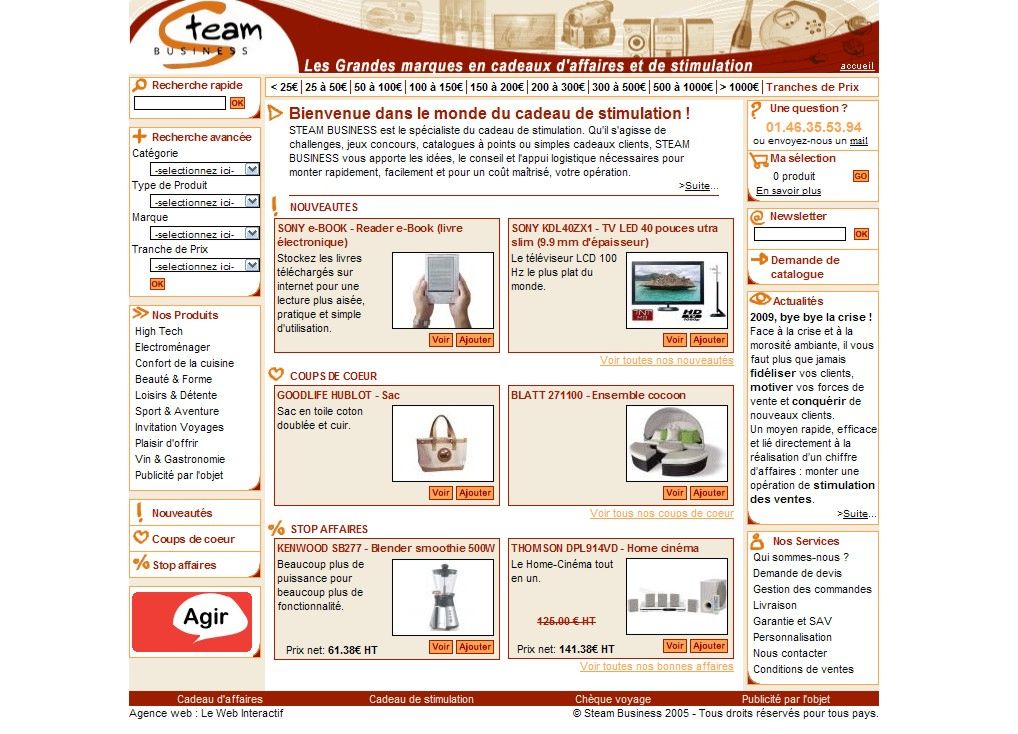 Steam
BUSINESS
Les Grandes marques en cadeaux d'affaires et de stimulation
accueil
Recherche rapide
OK
Recherche avancée
Catégorie
-selectionnez ici-
Type de Produit
-selectionnez ici-
Marque
-selectionnez ici-
Tranche de Prix
-selectionnez ici-
OK
Nos Produits
High Tech
Electroménager
Confort de la cuisine
Beauté & Forme
Loisirs & Détente
Sport & Aventure
Invitation Voyages
Plaisir d'offrir
Vin & Gastronomie
Publicité par l'objet
Nouveautés
Coups de coeur
Stop affaires
Agir
< 25€ 25 à 50€ 50 à 100€ 100 à 150€ 150 à 200€ 200 à 300€ 300 à 500€ 500 à 1000€ > 1000€ Tranches de Prix
Bienvenue dans le monde du cadeau de stimulation !
STEAM BUSINESS est le spécialiste du cadeau de stimulation. Qu'il s'agisse de
challenges, jeux concours, catalogues à points ou simples cadeaux clients, STEAM
BUSINESS vous apporte les idées, le conseil et l'appui logistique nécessaires pour
monter rapidement, facilement et pour un coût maîtrisé, votre opération.
>Suite...
NOUVEAUTES
SONY e-BOOK - Reader e-Book (livre
électronique)
Stockez les livres
téléchargés sur
internet pour une
lecture plus aisée,
pratique et simple
d'utilisation.
Voir Ajouter
SONY KDL40ZX1 - TV LED 40 pouces utra
slim (9.9 mm d'épaisseur)
Le téléviseur LCD 100
Hz le plus plat du
monde.
HD
Voir Ajouter
Voir toutes nos nouveautés
COUPS DE COEUR
GOODLIFE HUBLOT - Sac
Sac en toile coton
doublée et cuir.
Voir Ajouter
BLATT 271100 - Ensemble cocoon
Voir Ajouter
Voir tous nos coups de coeur
STOP AFFAIRES
KENWOOD SB277 - Blender smoothie 500W
Beaucoup plus de
puissance pour
beaucoup plus de
fonctionnalité.
Prix net: 61.38€ HT
Voir Ajouter
THOMSON DPL914VD - Home cinéma
Le Home-Cinéma tout
en un.
125.00 € HT
Prix net: 141.38€ HT
Voir Ajouter
Voir toutes nos bonnes affaires
Une question ?
01.46.35.53.94
ou envoyez-nous un mail
Ma sélection
0 produit
GO
En savoir plus
Newsletter
OK
Demande de
catalogue
Actualités
2009, bye bye la crise !
Face à la crise et à la
morosité ambiante, il vous
faut plus que jamais
fidéliser vos clients,
motiver vos forces de
vente et conquérir de
nouveaux clients.
Un moyen rapide, efficace
et lié directement à la
réalisation d'un chiffre
d'affaires : monter une
opération de stimulation
des ventes.
>Suite...
Nos Services
Qui sommes-nous ?
Demande de devis
Gestion des commandes
Livraison
Garantie et SAV
Personnalisation
Nous contacter
Conditions de ventes
Cadeau d'affaires Cadeau de stimulation Chèque voyage Publicité par l'objet
Agence web : Le Web Interactif
© Steam Business 2005 - Tous droits réservés pour tous pays.